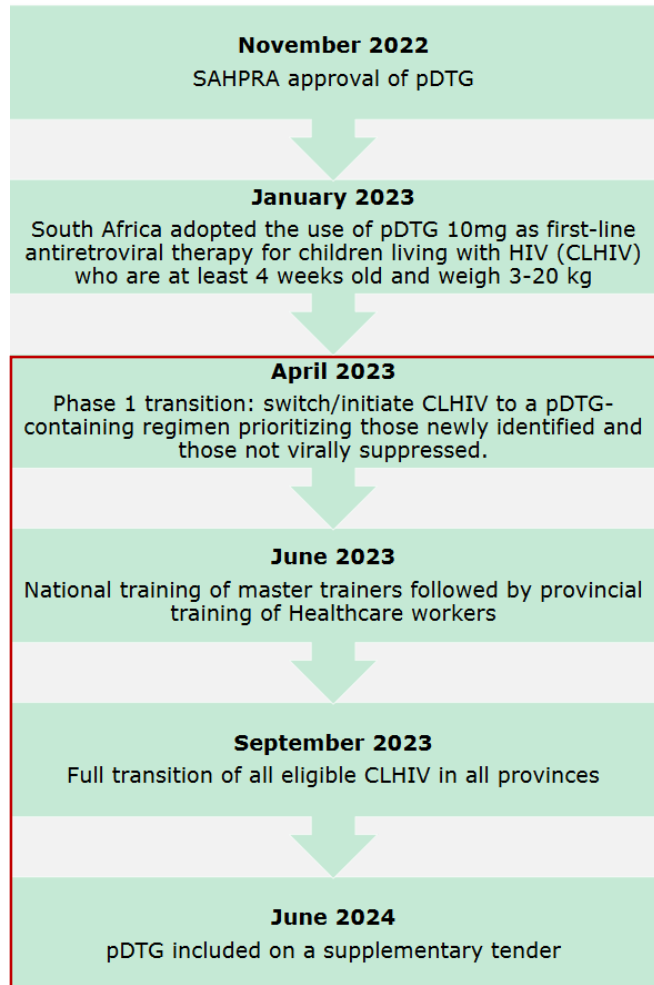 November 2022
SAHPRA approval of pDTG
January 2023
South Africa adopted the use of pDTG 10mg as first-line
antiretroviral therapy for children living with HIV (CLHIV)
who are at least 4 weeks old and weigh 3-20 kg
April 2023
Phase 1 transition: switch/initiate CLHIV to a pDTG-
containing regimen prioritizing those newly identified and
those not virally suppressed.
June 2023
National training of master trainers followed by provincial
training of Healthcare workers
September 2023
Full transition of all eligible CLHIV in all provinces
June 2024
pDTG included on a supplementary tender